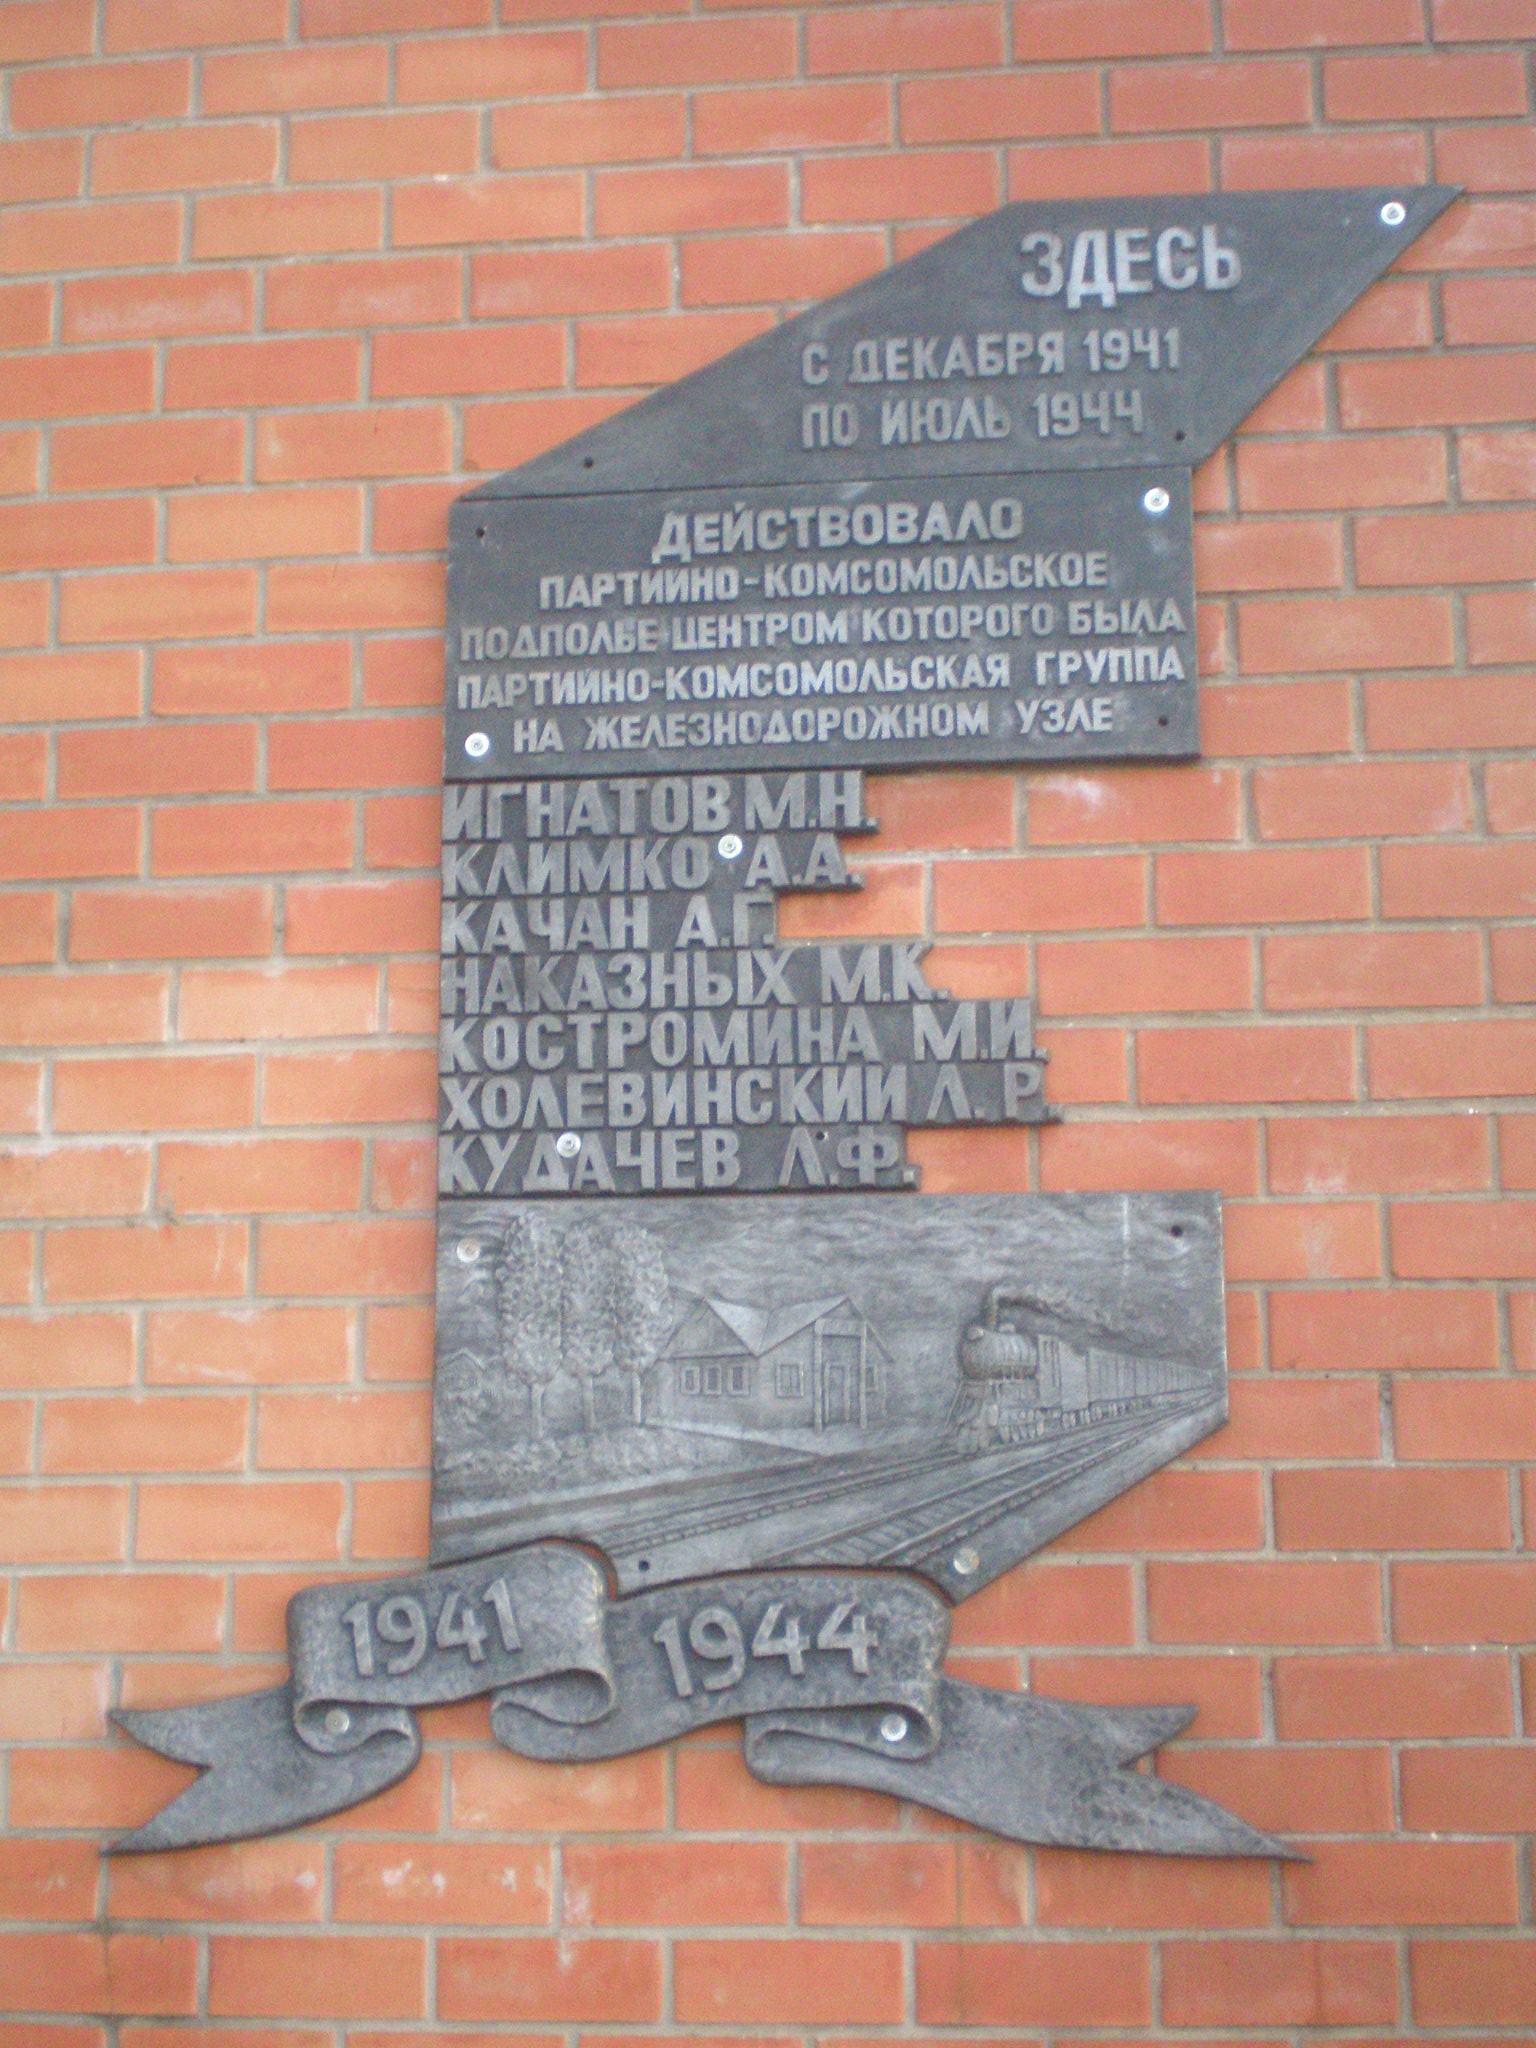 ЗДЕСЬ
С ДЕКАБРЯ 1941
ПО ИЮЛЬ 1944
ДЕЙСТВОВАЛО
ПАРТИЙНО-КОМСОМОЛЬСКОЕ
ПОДПОЛЬЕ ЦЕНТРОМ КОТОРОГО БЫЛА
ПАРТИЙНО-КОМСОМОЛЬСКАЯ ГРУППА
НА ЖЕЛЕЗНОДОРОЖНОМ УЗЛЕ
ИГНАТОВ М.Н.
КЛИМКО А.А.
КАЧАН А.Г.
НАКАЗНЫХ М.К.
КОСТРОМИНА М.И.
ХОЛЕВИНСКИЙ Л.Р.
КУДАЧЕВ Л.Ф.
1941 1944